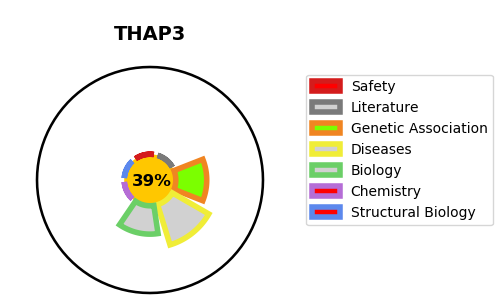 THAP3
39%
Safety
Literature
Genetic Association
Diseases
Biology
Chemistry
Structural Biology